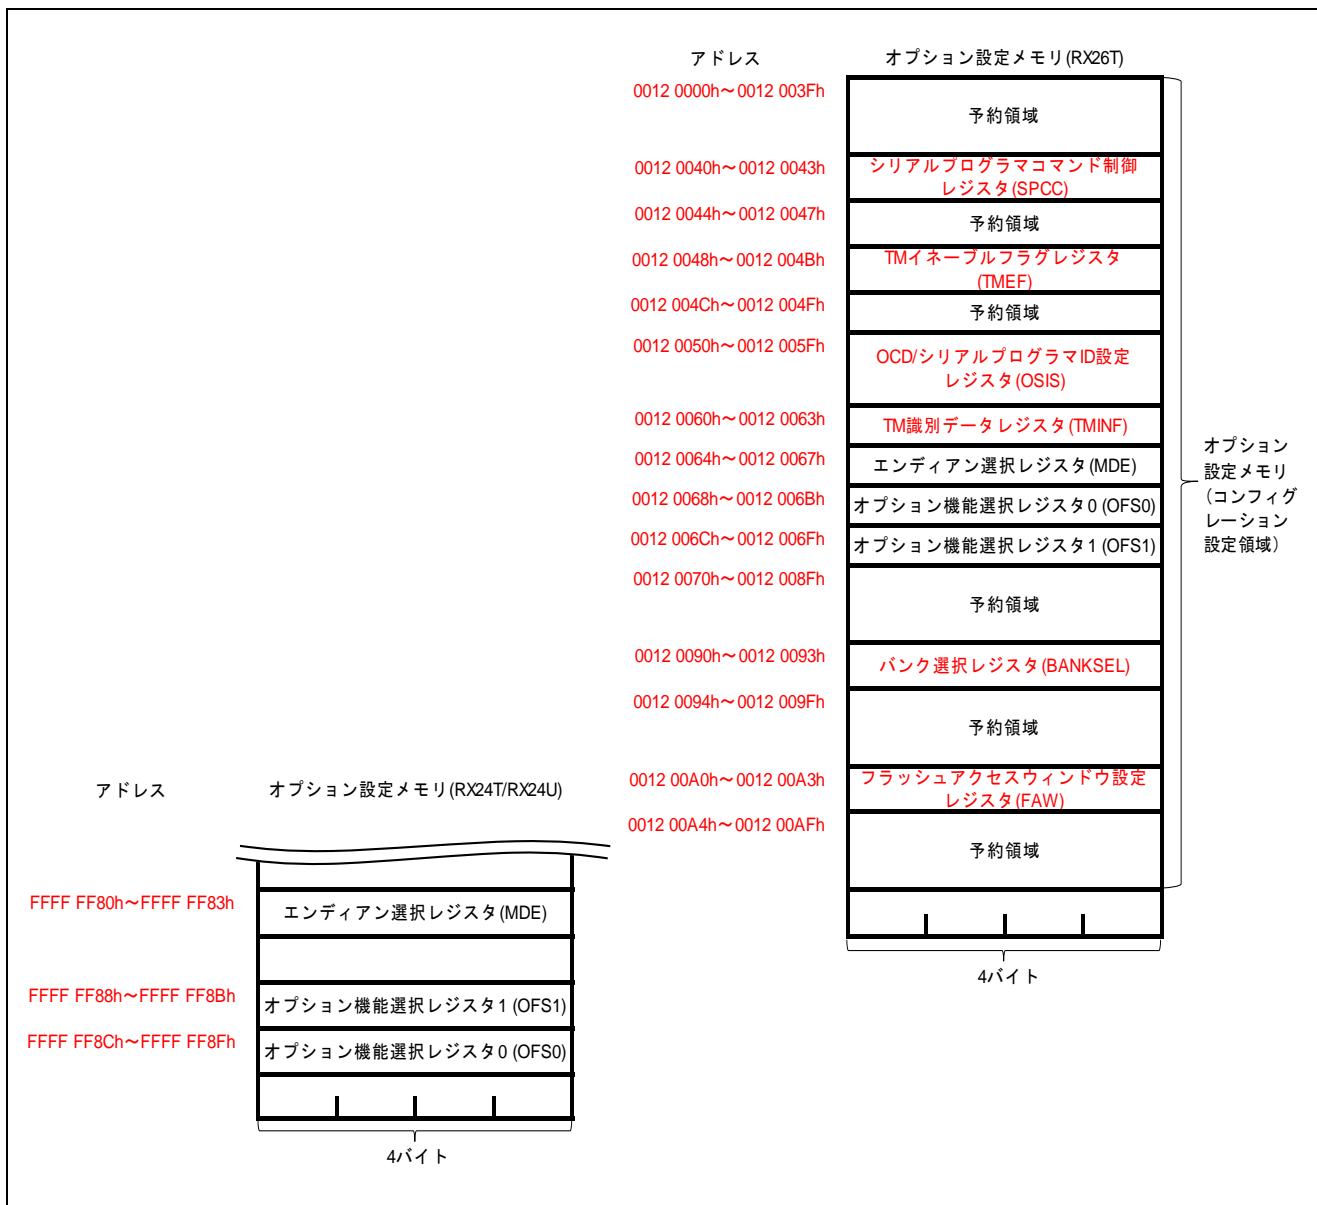 アドレス
オプション設定メモリ(RX26T)
0012 0000h～0012 003Fh
予約領域
0012 0040h～0012 0043h
シリアルプログラマコマンド制御
レジスタ(SPCC)
0012 0044h～0012 0047h
予約領域
0012 0048h～0012 004Bh
TMイネーブルフラグレジスタ
(TMEF)
0012 004Ch～0012 004Fh
予約領域
0012 0050h～0012 005Fh
OCD/シリアルプログラマID設定
レジスタ(OSIS)
0012 0060h～0012 0063h
TM識別データレジスタ(TMINF)
0012 0064h～0012 0067h
エンディアン選択レジスタ(MDE)
0012 0068h～0012 006Bh
オプション機能選択レジスタ0 (OFS0)
0012 006Ch～0012 006Fh
オプション機能選択レジスタ1 (OFS1)
0012 0070h～0012 008Fh
予約領域
0012 0090h～0012 0093h
バンク選択レジスタ(BANKSEL)
0012 0094h～0012 009Fh
予約領域
0012 00A0h～0012 00A3h
フラッシュアクセスウィンドウ設定
レジスタ(FAW)
0012 00A4h～0012 00AFh
予約領域
4バイト
オプション
設定メモリ
（コンフィグ
レーション
設定領域）
アドレス
オプション設定メモリ(RX24T/RX24U)
FFFF FF80h～FFFF FF83h
エンディアン選択レジスタ(MDE)
FFFF FF88h～FFFF FF8Bh
オプション機能選択レジスタ1 (OFS1)
FFFF FF8Ch～FFFF FF8Fh
オプション機能選択レジスタ0 (OFS0)
4バイト